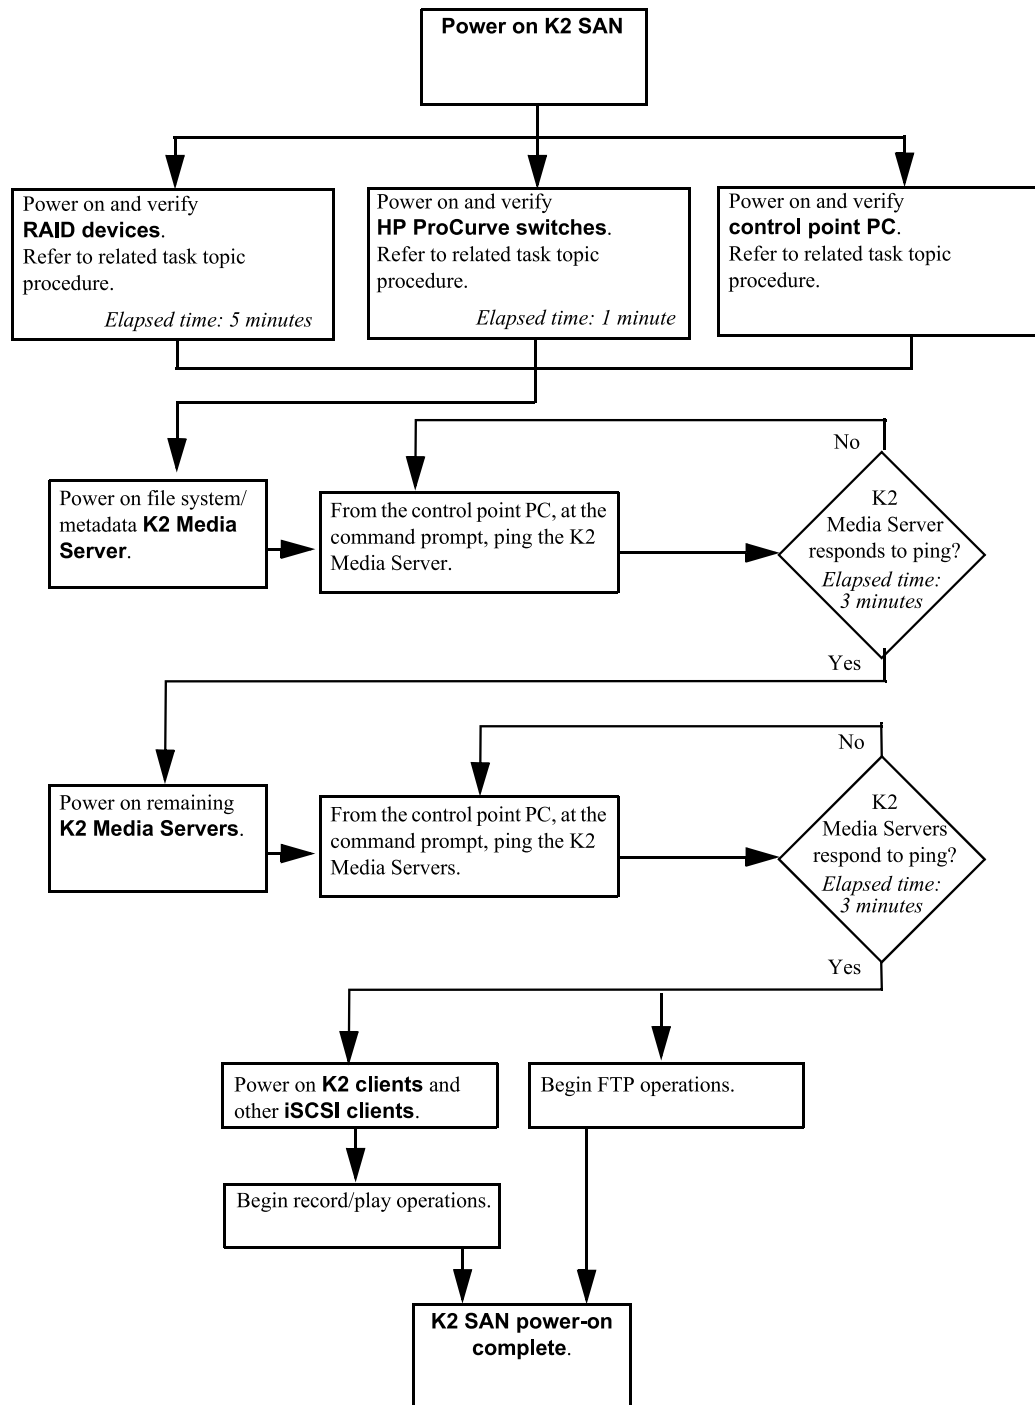 Power on K2 SAN
Power on and verify
RAID devices.
Refer to related task topic
procedure.
Elapsed time: 5 minutes
Power on and verify
HP ProCurve switches.
Refer to related task topic
procedure.
Elapsed time: 1 minute
Power on and verify
control point PC.
Refer to related task topic
procedure.
No
Power on file system/
metadata K2 Media
Server.
From the control point PC, at the
command prompt, ping the K2
Media Server.
K2
Media Server
responds to ping?
Elapsed time:
3 minutes
Yes
No
Power on remaining
K2 Media Servers.
From the control point PC, at the
command prompt, ping the K2
Media Servers.
K2
Media Servers
respond to ping?
Elapsed time:
3 minutes
Yes
Power on K2 clients and
other iSCSI clients.
Begin FTP operations.
Begin record/play operations.
K2 SAN power-on
complete.